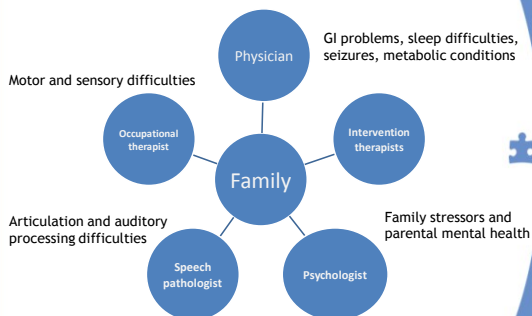 Physician
GI problems, sleep difficulties,
seizures, metabolic conditions
Motor and sensory difficulties
Occupational
therapist
Intervention
therapists
Family
Articulation and auditory
processing difficulties
Family stressors and
parental mental health
Speech
pathologist
Psychologist